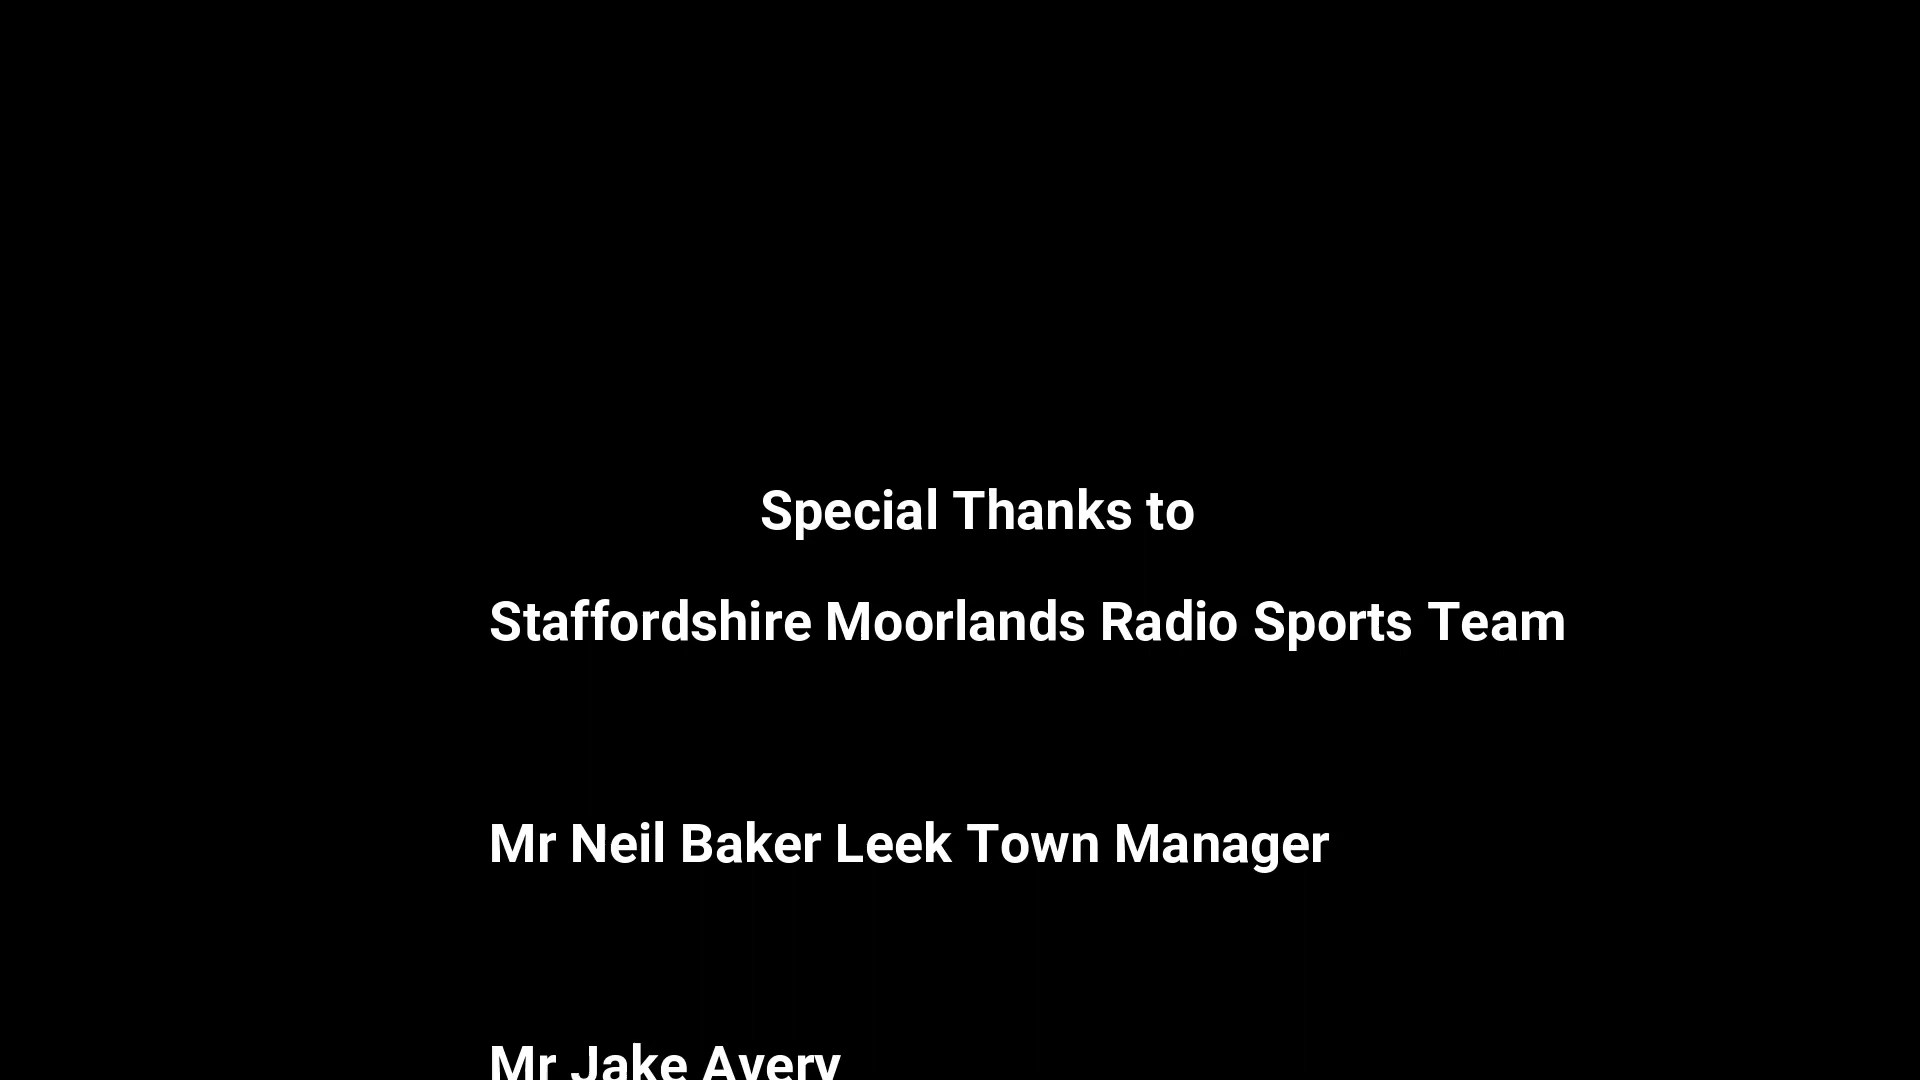 Special Thanks to
Staffordshire Moorlands Radio Sports Team
Mr Neil Baker Leek Town Manager
Mr Jake Avery